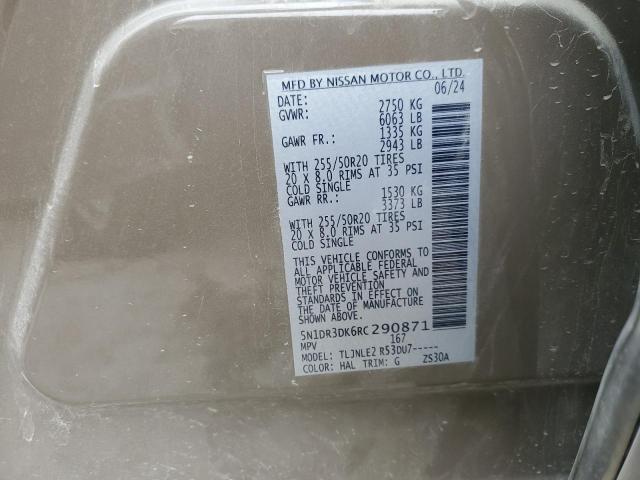 MFD BY NISSAN MOTOR CO., LTD.
DATE: 06/24
GVWR: 2750 KG
6063 LB
GAWR FR.: 1335 KG
2943 LB
WITH 255/50R20 TIRES
20 X 8.0 RIMS AT 35 PSI
COLD SINGLE
GAWR RR.: 1530 KG
3373 LB
WITH 255/50R20 TIRES
20 X 8.0 RIMS AT 35 PSI
COLD SINGLE
THIS VEHICLE CONFORMS TO
ALL APPLICABLE FEDERAL
MOTOR VEHICLE SAFETY AND
THEFT PREVENTION
STANDARDS IN EFFECT ON
THE DATE OF MANUFACTURE
SHOWN ABOVE.
5N1DR3DK6RC290871
MPV 167
MODEL: TLJNLE2 R53DU7-----
COLOR: HAL TRIM: G ZS30A